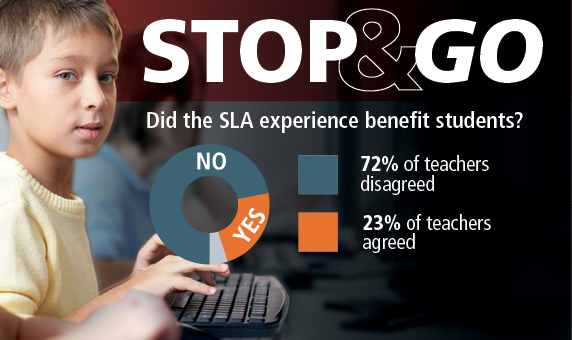 STOP&GO
Did the SLA experience benefit students?
NO
YES
72% of teachers
disagreed
23% of teachers
agreed